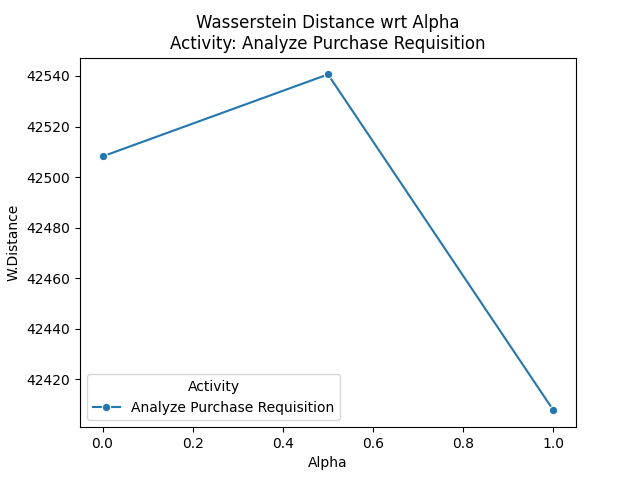 Wasserstein Distance wrt Alpha
Activity: Analyze Purchase Requisition
42540
42520
42500
42480
42460
42440
42420
W.Distance
Activity
Analyze Purchase Requisition
0.0 0.2 0.4 0.6 0.8 1.0
Alpha